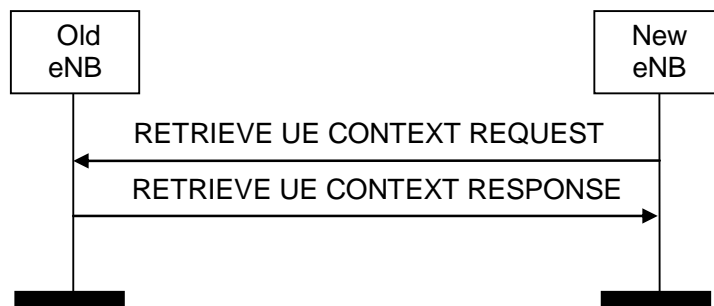 Old
eNB
New
eNB
RETRIEVE UE CONTEXT REQUEST
RETRIEVE UE CONTEXT RESPONSE